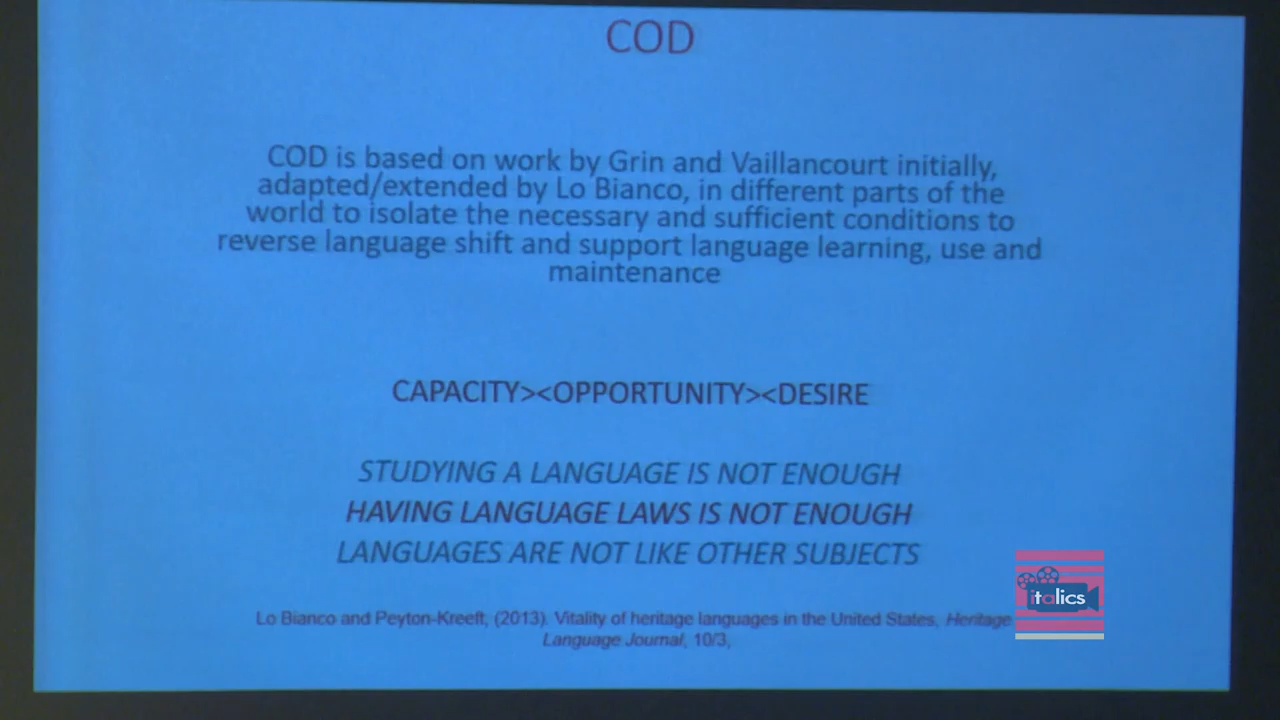 COD
COD is based on work by Grin and Vaillancourt initially,
adapted/extended by Lo Bianco, in different parts of the
world to isolate the necessary and sufficient conditions to
reverse language shift and support language learning, use and
maintenance
CAPACITY><OPPORTUNITY><DESIRE
STUDYING A LANGUAGE IS NOT ENOUGH
HAVING LANGUAGE LAWS IS NOT ENOUGH
LANGUAGES ARE NOT LIKE OTHER SUBJECTS
italics
Lo Bianco and Peyton-Kreeft, (2013). Vitality of heritage languages in the United States, Heritage
Language Journal, 10/3,